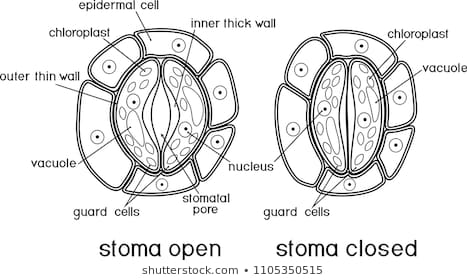 epidermal cell
inner thick wall
chloroplast
chloroplast
outer thin wall
vacuole
vacuole
nucleus
stomatal
pore
guard cells
guard cells
stoma open
stoma closed
shutterstock.com • 1105350515